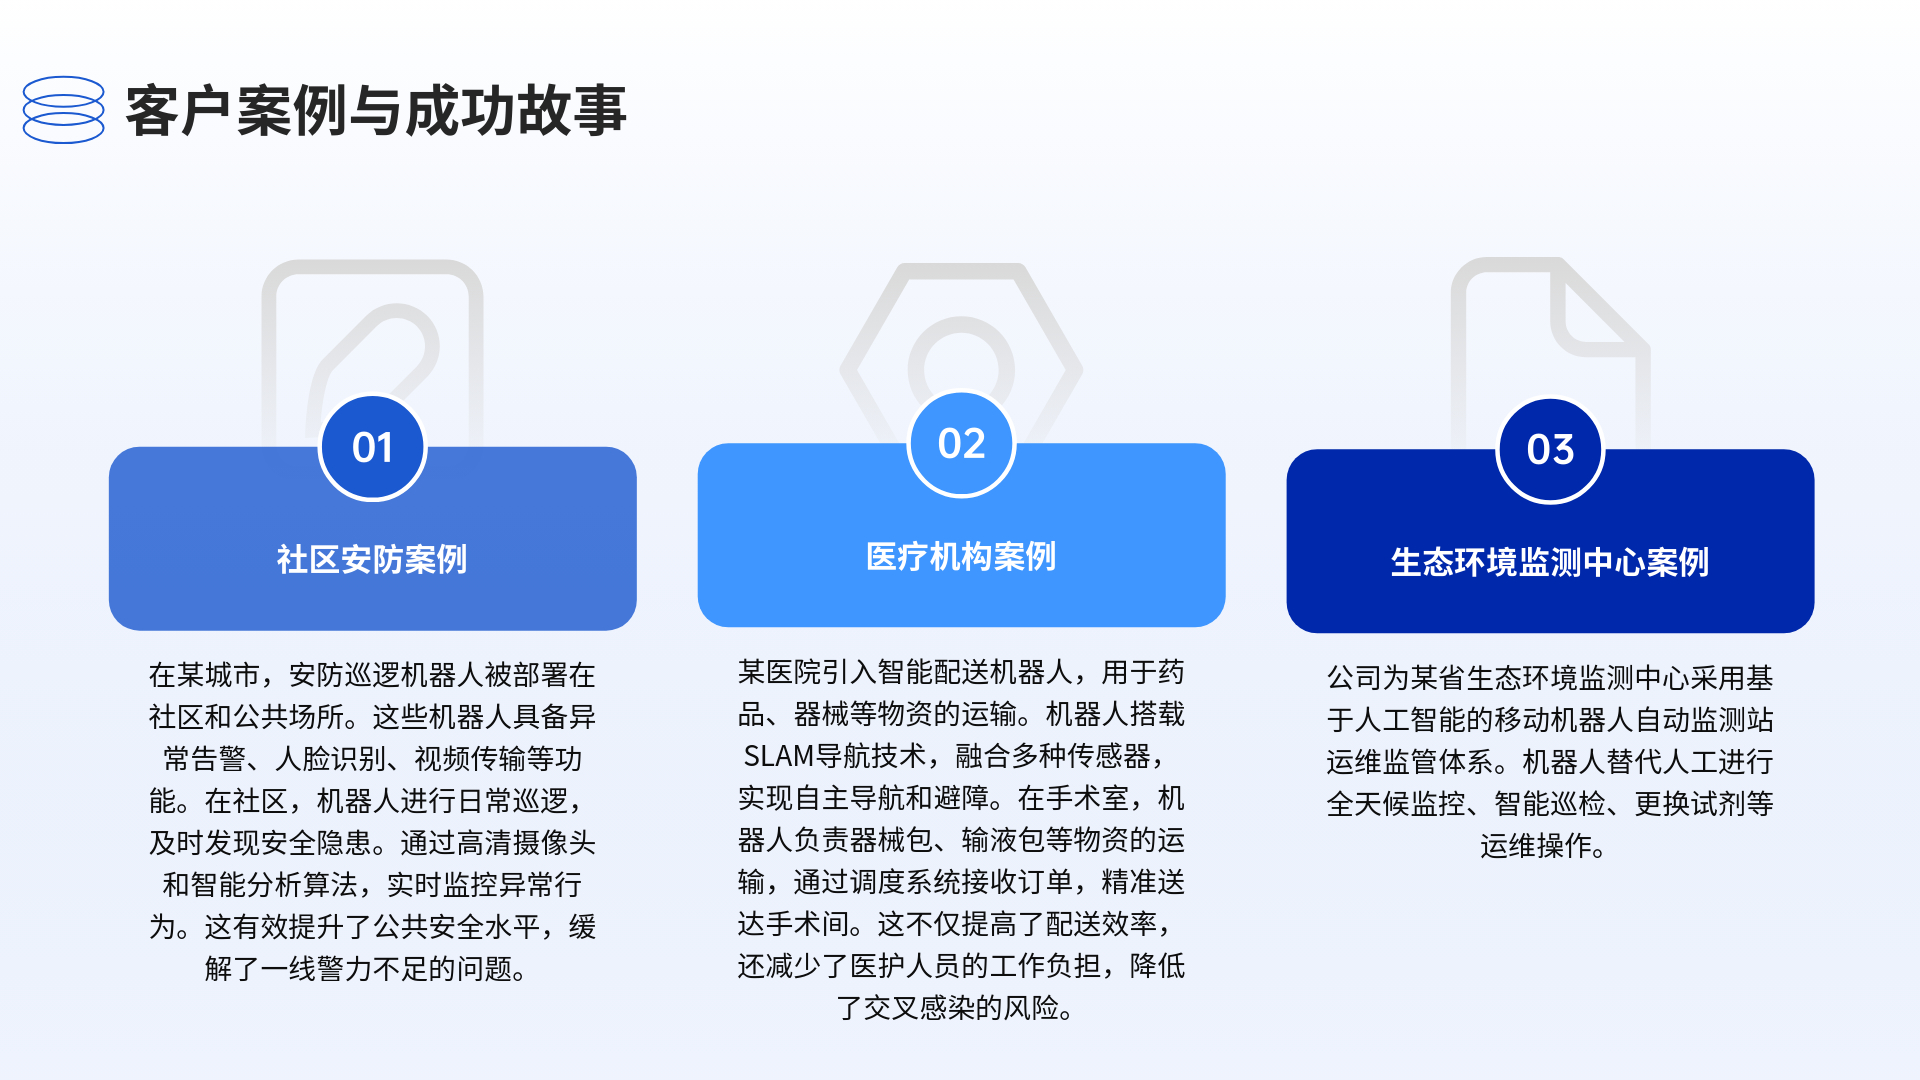 客户案例与成功故事
01
社区安防案例
在某城市，安防巡逻机器人被部署在
社区和公共场所。这些机器人具备异
常告警、人脸识别、视频传输等功
能。在社区，机器人进行日常巡逻，
及时发现安全隐患。通过高清摄像头
和智能分析算法，实时监控异常行
为。这有效提升了公共安全水平，缓
解了一线警力不足的问题。
02
医疗机构案例
某医院引入智能配送机器人，用于药
品、器械等物资的运输。机器人搭载
SLAM导航技术，融合多种传感器，
实现自主导航和避障。在手术室，机
器人负责器械包、输液包等物资的运
输，通过调度系统接收订单，精准送
达手术间。这不仅提高了配送效率，
还减少了医护人员的工作负担，降低
了交叉感染的风险。
03
生态环境监测中心案例
公司为某省生态环境监测中心采用基
于人工智能的移动机器人自动监测站
运维监管体系。机器人替代人工进行
全天候监控、智能巡检、更换试剂等
运维操作。